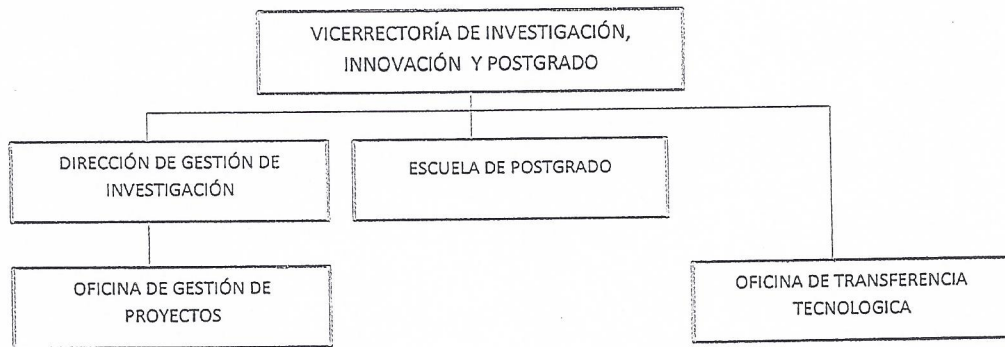 VICERRECTORÍA DE INVESTIGACIÓN,
INNOVACIÓN Y POSTGRADO
DIRECCIÓN DE GESTIÓN DE
INVESTIGACIÓN
ESCUELA DE POSTGRADO
OFICINA DE GESTIÓN DE
PROYECTOS
OFICINA DE TRANSFERENCIA
TECNOLOGICA